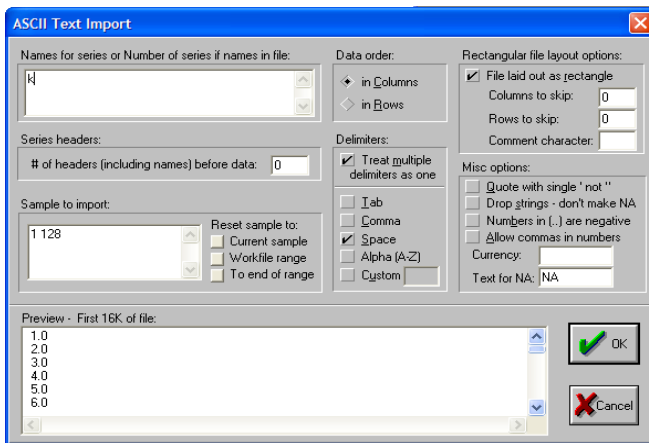 ASCII Text Import
Names for series or Number of series if names in file:
k
Series headers:
# of headers (including names) before data: 0
Sample to import:
1 128
Reset sample to:
Current sample
Workfile range
To end of range
Data order:
in Columns
in Rows
Delimiters:
Treat multiple
delimiters as one
Tab
Comma
Space
Alpha (A-Z)
Custom
Rectangular file layout options:
File laid out as rectangle
Columns to skip: 0
Rows to skip: 0
Comment character:
Misc options:
Quote with single ' not "
Drop strings - don't make NA
Numbers in (..) are negative
Allow commas in numbers
Currency:
Text for NA: NA
Preview - First 16K of file:
1.0
2.0
3.0
4.0
5.0
6.0
OK
Cancel